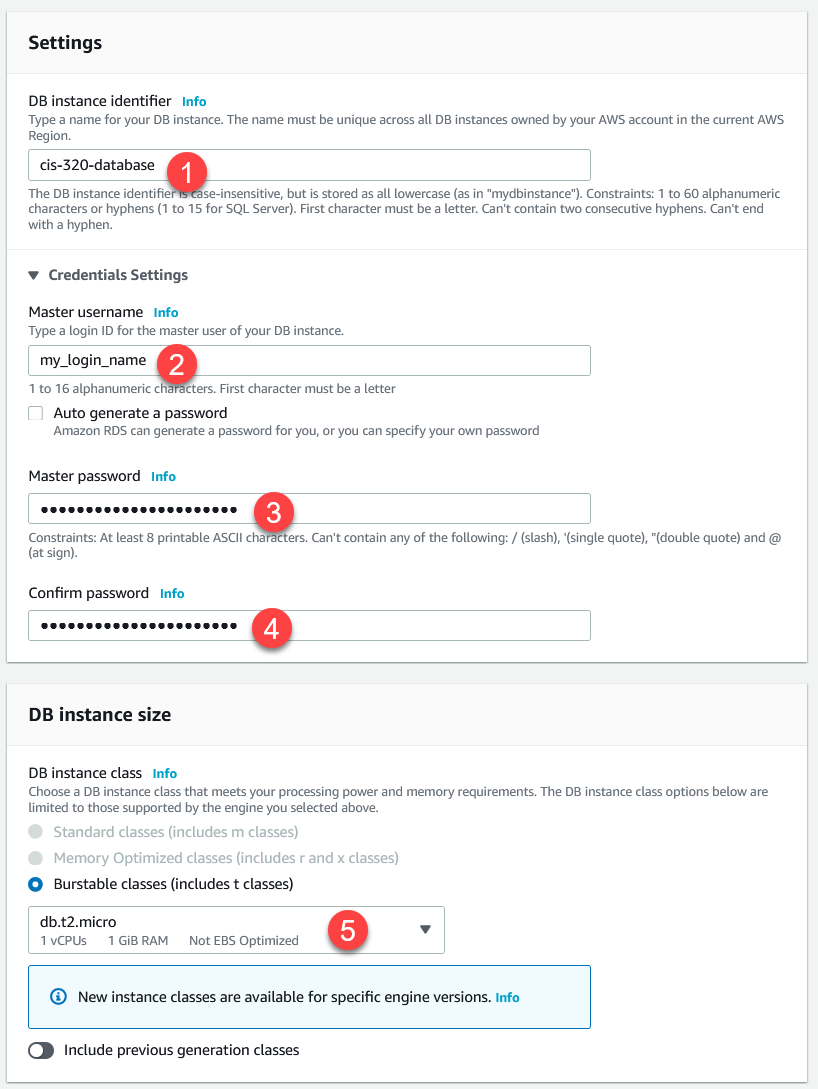 Settings
DB instance identifier Info
Type a name for your DB instance. The name must be unique across all DB instances owned by your AWS account in the current AWS
Region.
cis-320-database
1
The DB instance identifier is case-insensitive, but is stored as all lowercase (as in "mydbinstance"). Constraints: 1 to 60 alphanumeric
characters or hyphens (1 to 15 for SQL Server). First character must be a letter. Can't contain two consecutive hyphens. Can't end
with a hyphen.
▼ Credentials Settings
Master username Info
Type a login ID for the master user of your DB instance.
my_login_name
2
1 to 16 alphanumeric characters. First character must be a letter
Auto generate a password
Amazon RDS can generate a password for you, or you can specify your own password
Master password Info
••••••••••••••••••••••
3
Constraints: At least 8 printable ASCII characters. Can't contain any of the following: / (slash), '(single quote), "(double quote) and @
(at sign).
Confirm password Info
••••••••••••••••••••••
4
DB instance size
DB instance class Info
Choose a DB instance class that meets your processing power and memory requirements. The DB instance class options below are
limited to those supported by the engine you selected above.
Standard classes (includes m classes)
Memory Optimized classes (includes r and x classes)
Burstable classes (includes t classes)
db.t2.micro
1 vCPUs 1 GiB RAM Not EBS Optimized
5
New instance classes are available for specific engine versions. Info
Include previous generation classes